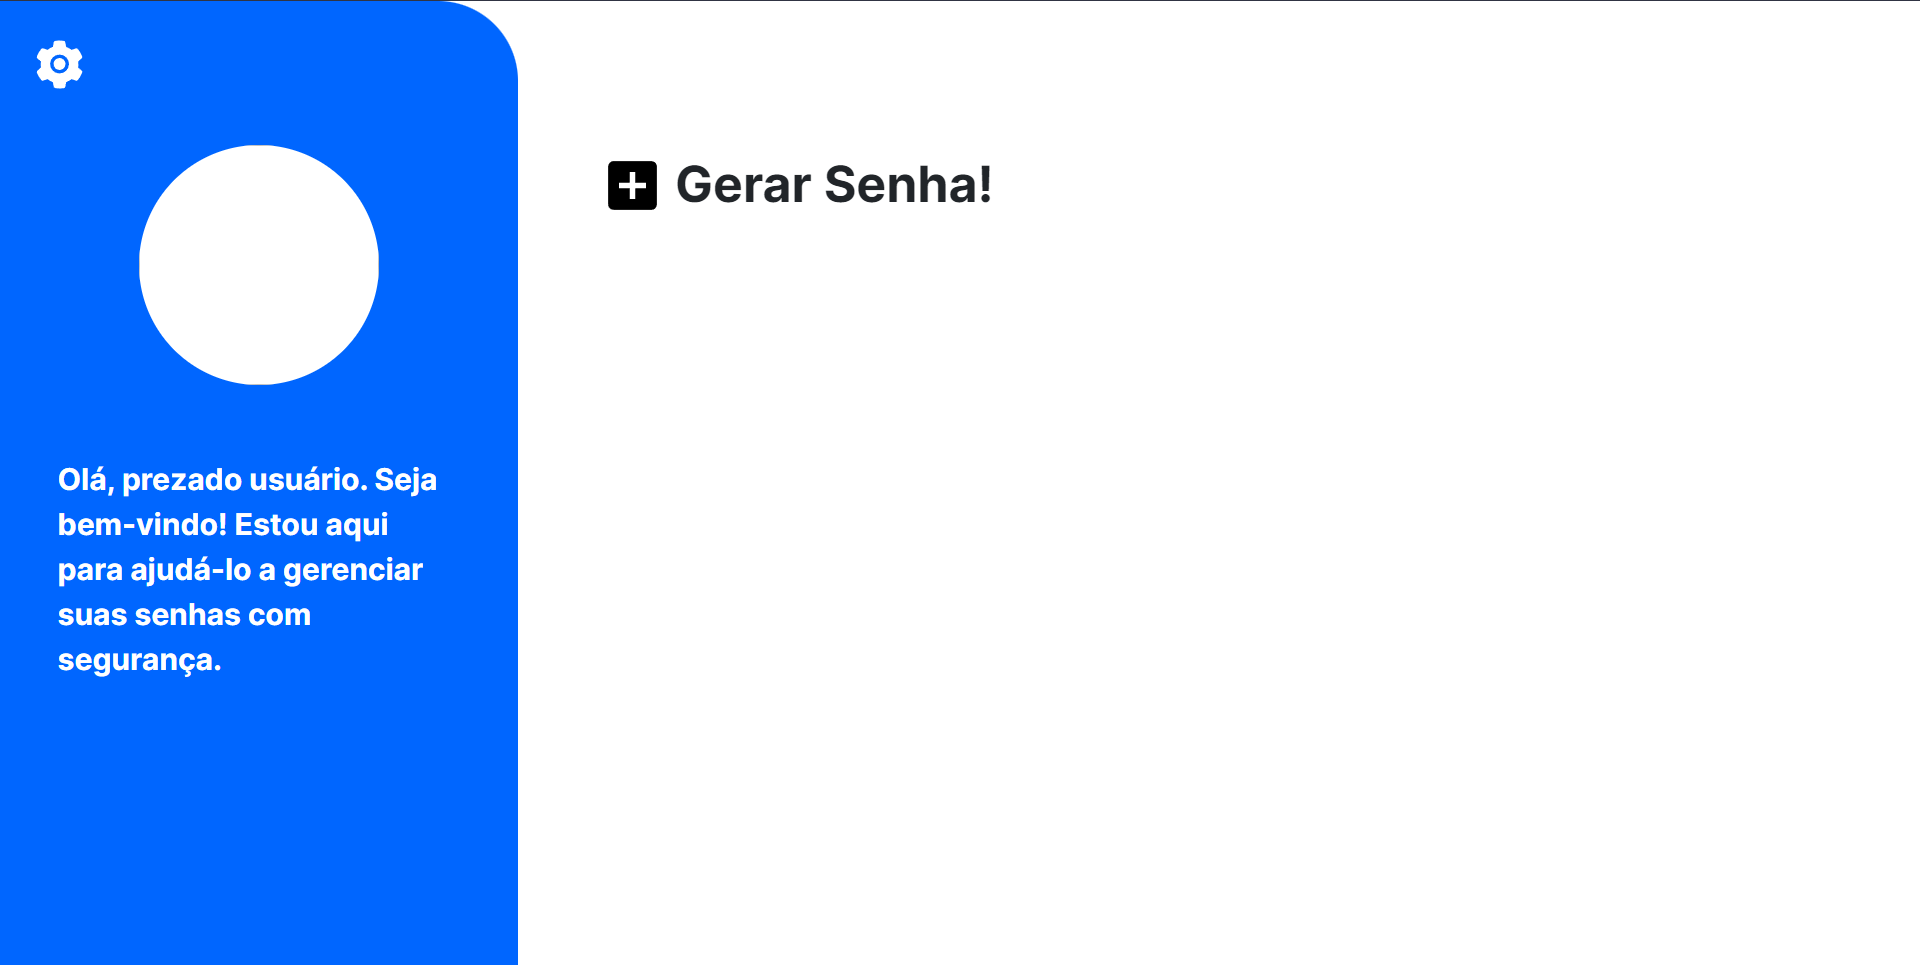 Gerar Senha!
Olá, prezado usuário. Seja
bem-vindo! Estou aqui
para ajudá-lo a gerenciar
suas senhas com
segurança.